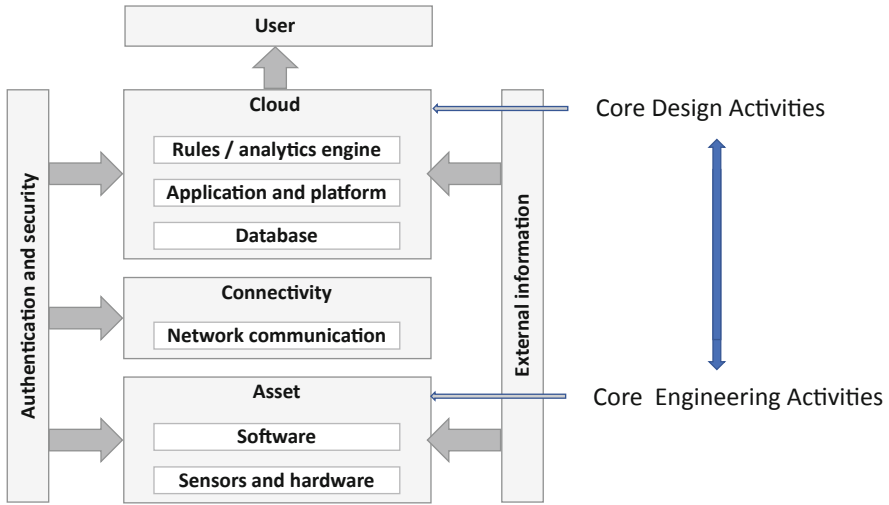 User
Cloud
Rules / analytics engine
Application and platform
Database
Connectivity
Network communication
Asset
Software
Sensors and hardware
Authentication and security
External information
Core Design Activities
Core Engineering Activities